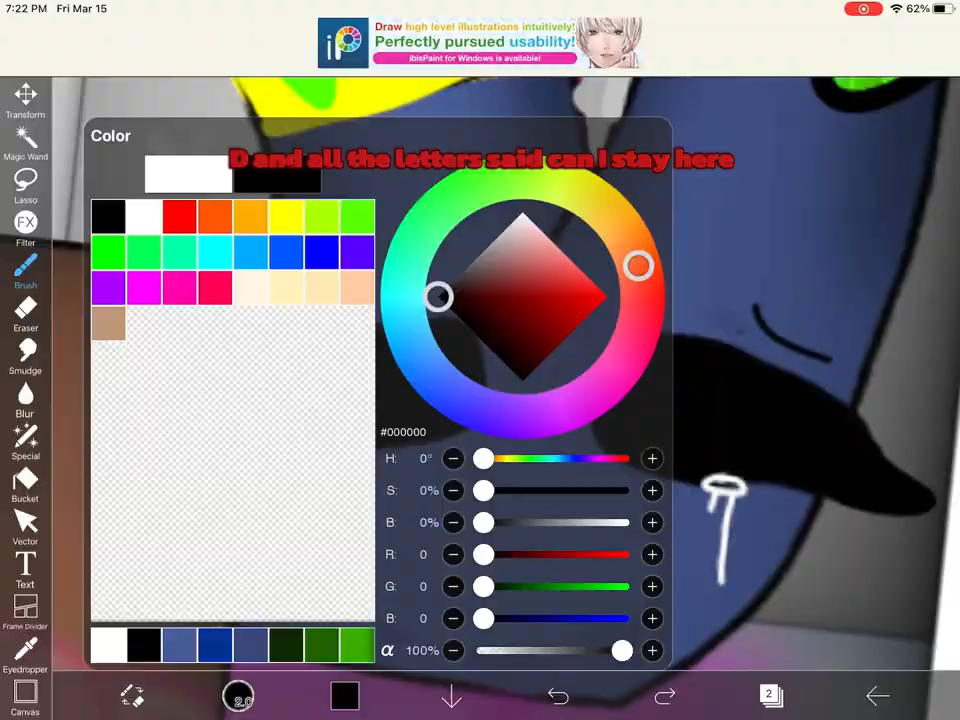 7:22 PM Fri Mar 15
62%
Draw high level illustrations intuitively!
Perfectly pursued usability!
ibisPaint for Windows is available!
iP
Transform
Magic Wand
Lasso
FX
Filter
Brush
Eraser
Smudge
Blur
Special
Bucket
Vector
T
Text
Frame Divider
Eyedropper
Canvas
Color
D and all the letters said can I stay here
#000000
H: 0°
S: 0%
B: 0%
R: 0
G: 0
B: 0
α 100%
2.0
2